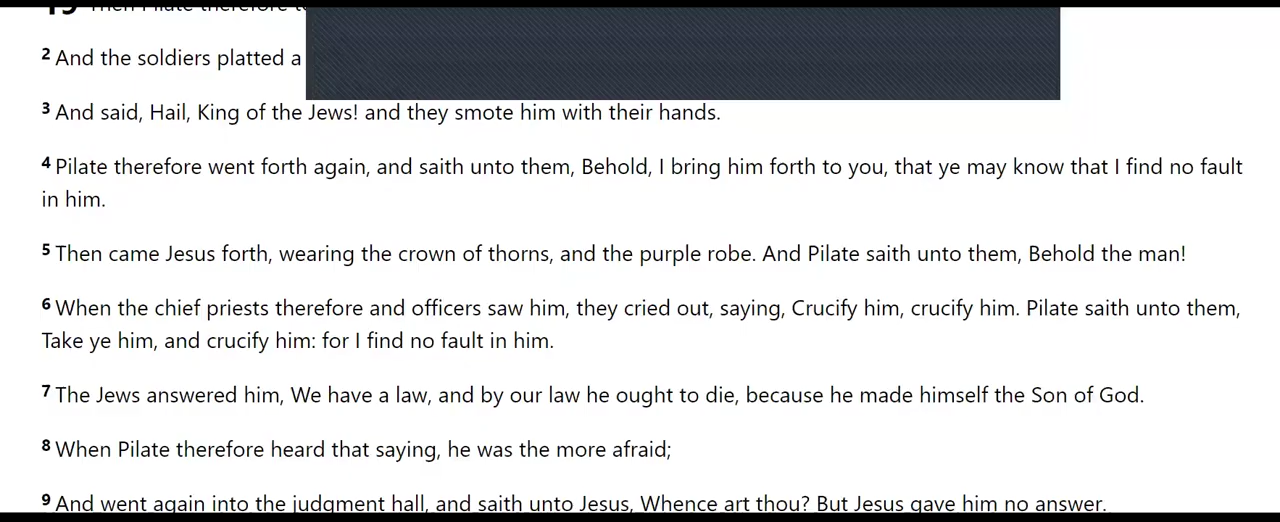 19 Then Pilate therefore
2 And the soldiers platted a
3 And said, Hail, King of the Jews! and they smote him with their hands.
4 Pilate therefore went forth again, and saith unto them, Behold, I bring him forth to you, that ye may know that I find no fault
in him.
5 Then came Jesus forth, wearing the crown of thorns, and the purple robe. And Pilate saith unto them, Behold the man!
6 When the chief priests therefore and officers saw him, they cried out, saying, Crucify him, crucify him. Pilate saith unto them,
Take ye him, and crucify him: for I find no fault in him.
7 The Jews answered him, We have a law, and by our law he ought to die, because he made himself the Son of God.
8 When Pilate therefore heard that saying, he was the more afraid;
9 And went again into the judgment hall, and saith unto Jesus, Whence art thou? But Jesus gave him no answer.